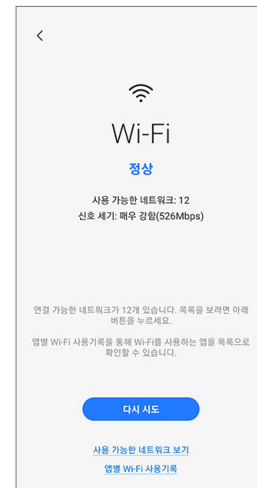 Wi-Fi
정상
사용 가능한 네트워크: 12
신호 세기: 매우 강함(526Mbps)
연결 가능한 네트워크가 12개 있습니다. 목록을 보려면 아래
버튼을 누르세요.
앱별 Wi-Fi 사용기록을 통해 Wi-Fi를 사용하는 앱을 목록으로
확인할 수 있습니다.
다시 시도
사용 가능한 네트워크 보기
앱별 Wi-Fi 사용기록